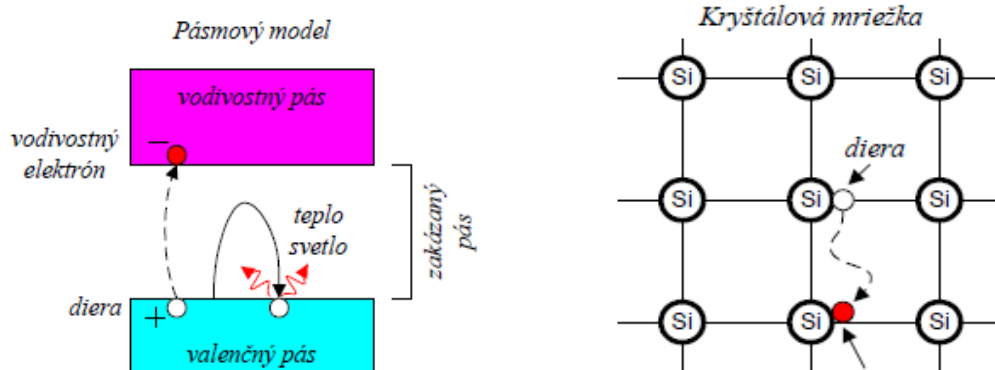 Pásmový model
vodivostný pás
vodivostný
elektrón
−
teplo
svetlo
zakázaný
pás
diera
+
valenčný pás
Kryštálová mriežka
Si Si Si
diera
Si Si Si
Si Si Si